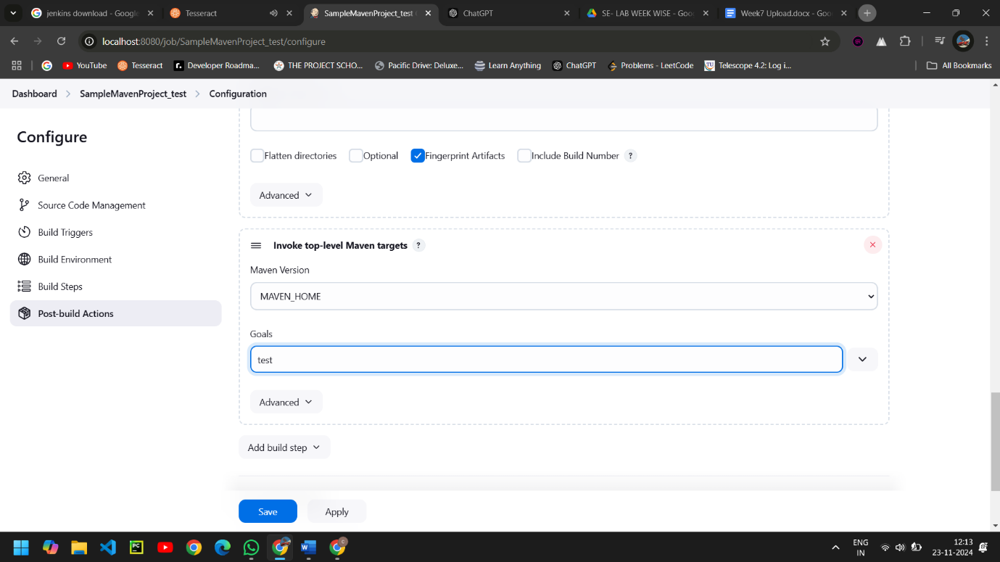 jenkins download - Google
Tesseract
SampleMavenProject_test
ChatGPT
SE- LAB WEEK WISE - Goo
Week7 Upload.docx - Goo
localhost:8080/job/SampleMavenProject_test/configure
YouTube
Tesseract
Developer Roadma...
THE PROJECT SCHO...
Pacific Drive: Deluxe...
Learn Anything
ChatGPT
Problems - LeetCode
Telescope 4.2: Log i...
All Bookmarks
Dashboard
SampleMavenProject_test
Configuration
Configure
General
Source Code Management
Build Triggers
Build Environment
Build Steps
Post-build Actions
Flatten directories Optional Fingerprint Artifacts Include Build Number ?
Advanced
Invoke top-level Maven targets ?
Maven Version
MAVEN_HOME
Goals
test
Advanced
Add build step
Save Apply
ENG
IN
12:13
23-11-2024